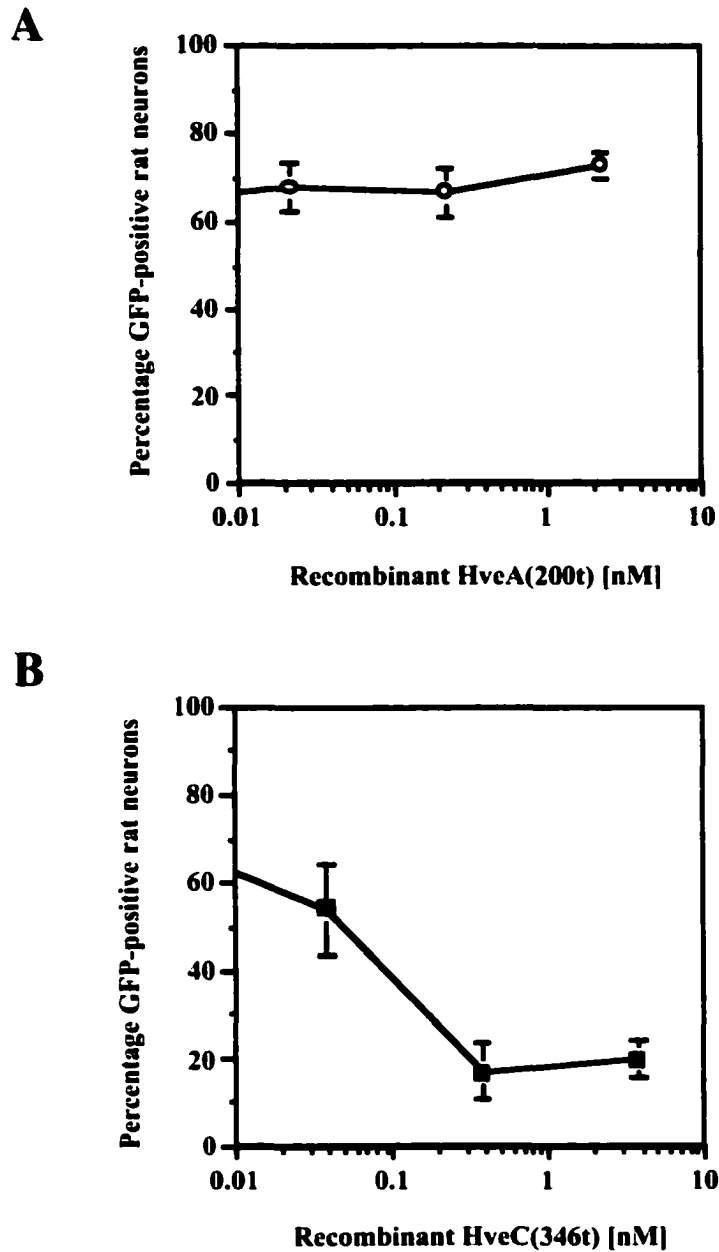 A
Percentage GFP-positive rat neurons
100
80
60
40
20
0
0.01 0.1 1 10
Recombinant HveA(200t) [nM]
B
Percentage GFP-positive rat neurons
100
80
60
40
20
0
0.01 0.1 1 10
Recombinant HveC(346t) [nM]